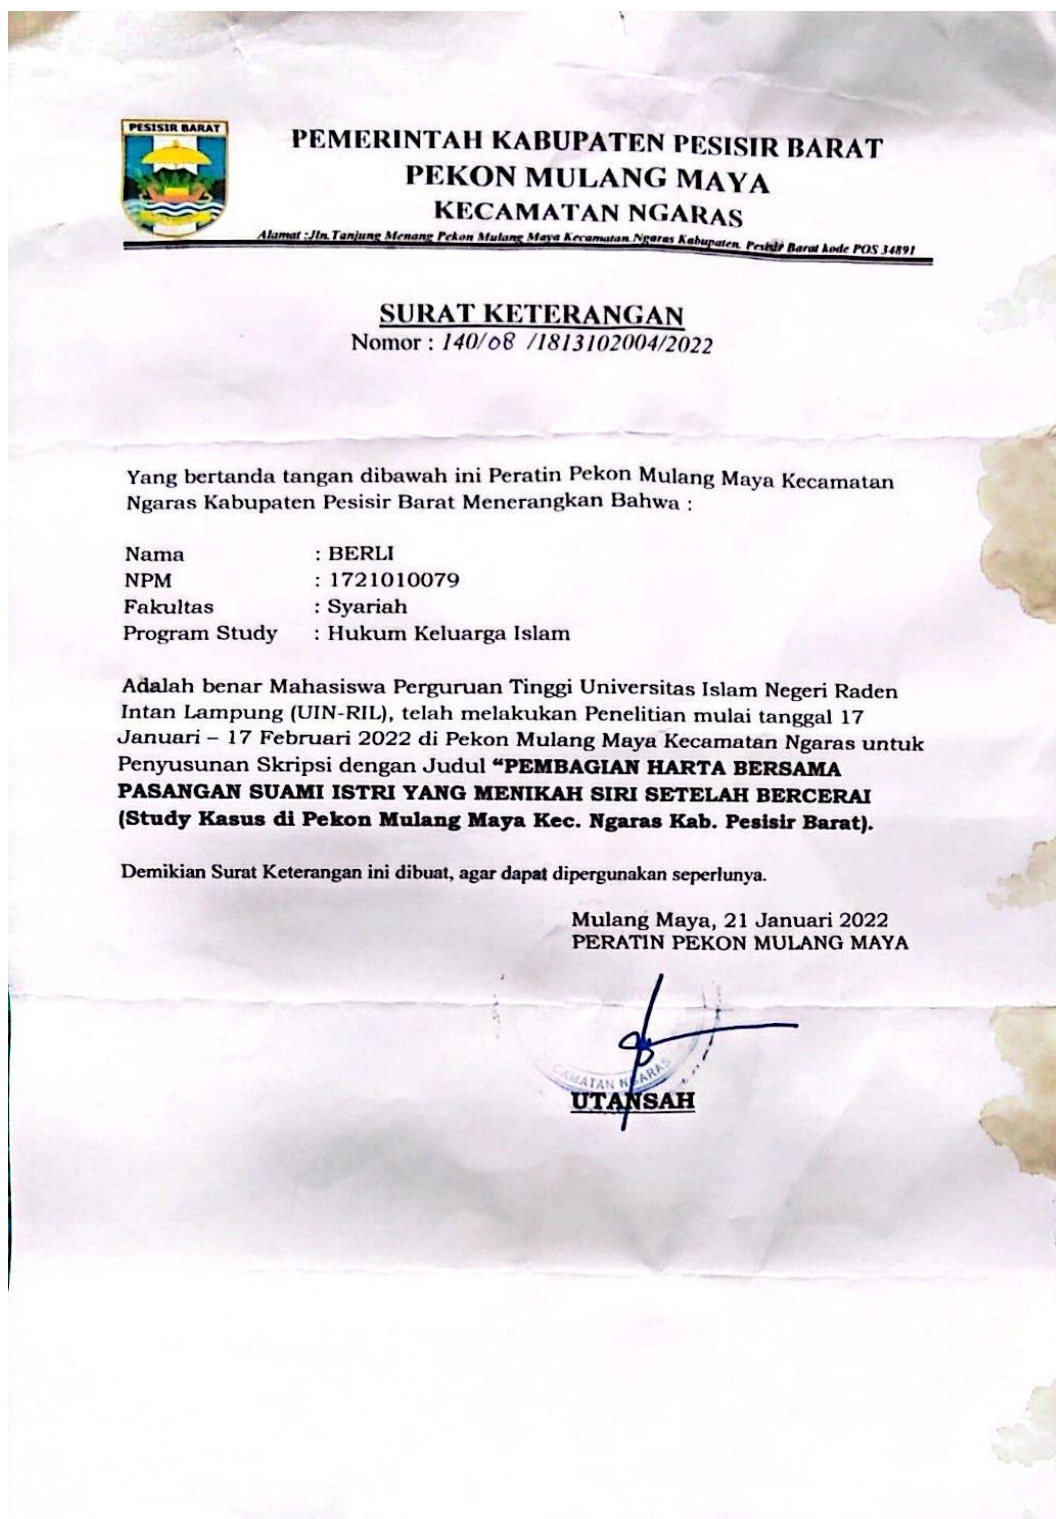 PESISIR BARAT
PEMERINTAH KABUPATEN PESISIR BARAT
PEKON MULANG MAYA
KECAMATAN NGARAS
Alamat : Jln. Tanjung Menang Pekon Mulang Maya Kecamatan Ngaras Kabupaten. Pesisir Barat kode POS 34891
SURAT KETERANGAN
Nomor : 140/08 /1813102004/2022
Yang bertanda tangan dibawah ini Peratin Pekon Mulang Maya Kecamatan
Ngaras Kabupaten Pesisir Barat Menerangkan Bahwa :
Nama : BERLI
NPM : 1721010079
Fakultas : Syariah
Program Study : Hukum Keluarga Islam
Adalah benar Mahasiswa Perguruan Tinggi Universitas Islam Negeri Raden
Intan Lampung (UIN-RIL), telah melakukan Penelitian mulai tanggal 17
Januari – 17 Februari 2022 di Pekon Mulang Maya Kecamatan Ngaras untuk
Penyusunan Skripsi dengan Judul “PEMBAGIAN HARTA BERSAMA
PASANGAN SUAMI ISTRI YANG MENIKAH SIRI SETELAH BERCERAI
(Study Kasus di Pekon Mulang Maya Kec. Ngaras Kab. Pesisir Barat).
Demikian Surat Keterangan ini dibuat, agar dapat dipergunakan seperlunya.
Mulang Maya, 21 Januari 2022
PERATIN PEKON MULANG MAYA
CAMATAN NGARAS
UTANSAH